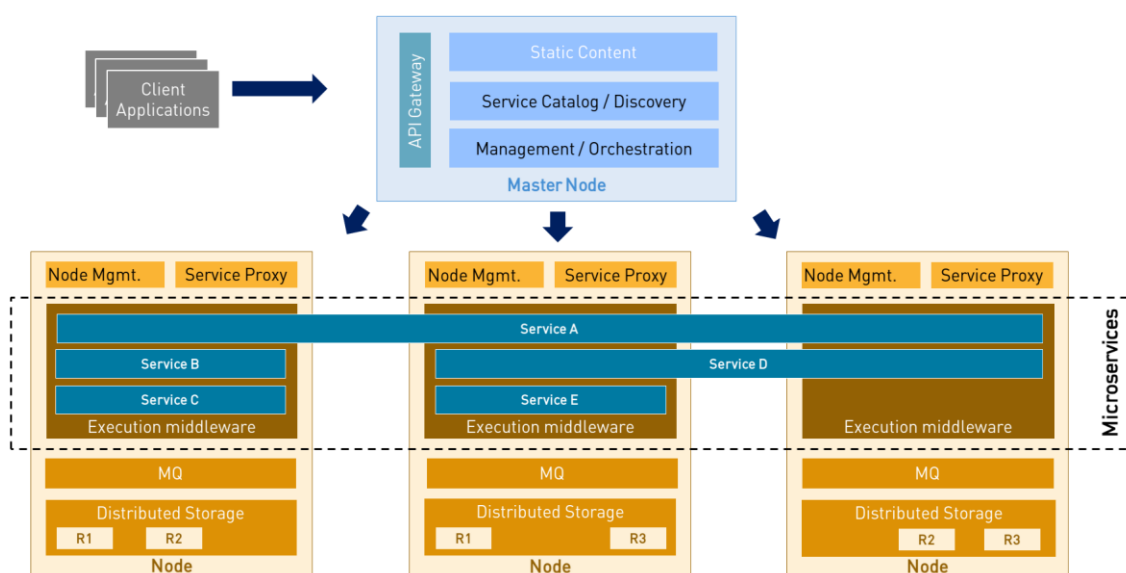 Client
Applications
API Gateway
Static Content
Service Catalog / Discovery
Management / Orchestration
Master Node
Node Mgmt.
Service Proxy
Node Mgmt.
Service Proxy
Node Mgmt.
Service Proxy
Service A
Service B
Service D
Service C
Service E
Execution middleware
Execution middleware
Execution middleware
Microservices
MQ
MQ
MQ
Distributed Storage
R1
R2
Distributed Storage
R1
R3
Distributed Storage
R2
R3
Node
Node
Node